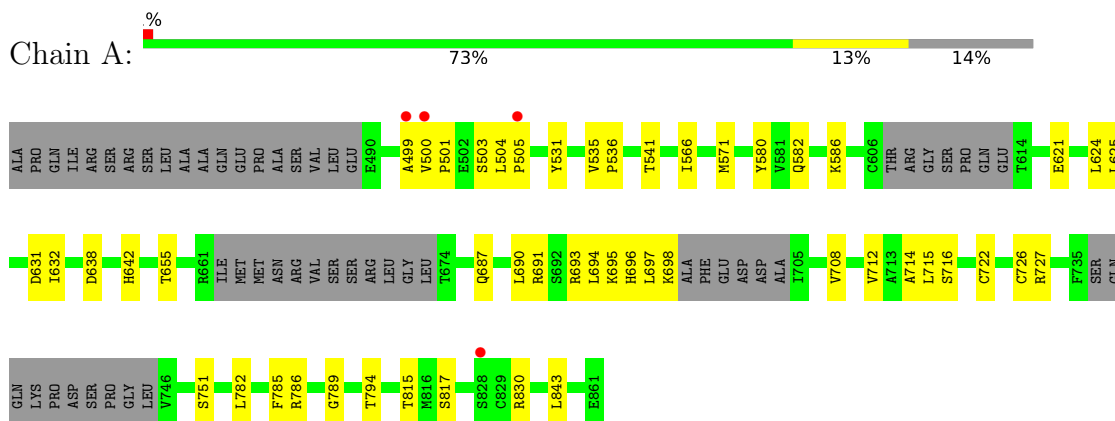 .%
Chain A:
73% 13% 14%
ALA PRO GLN ILE ARG SER ARG SER LEU ALA ALA GLN GLU PRO ALA SER VAL LEU GLU E490 A499 V500 P501 E502 S503 L504 P505 Y531 V535 P536 T541 I566 M571 Y580 V581 Q582 K586 C606 THR ARG GLY SER PRO GLN GLU T614 E621 L624 L625
D631 I632 D638 H642 T655 R661 ILE MET MET ASN ARG VAL SER SER ARG LEU GLY LEU T674 Q687 L690 R691 S692 R693 L694 K695 H696 L697 K698 ALA PHE GLU ASP ASP ALA I705 V708 V712 A713 A714 L715 S716 C722 C726 R727 F735 SER GLN
GLN LYS PRO ASP SER PRO GLY LEU V746 S751 L782 F785 R786 G789 T794 T815 M816 S817 S828 C829 R830 L843 E861